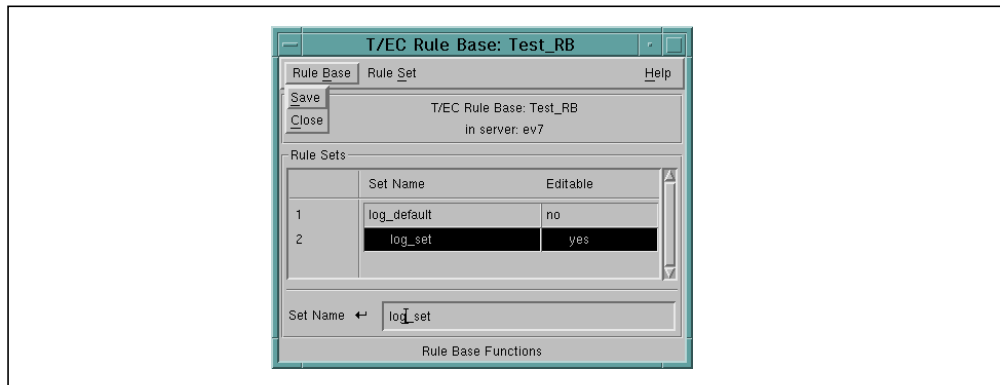 T/EC Rule Base: Test_RB
Rule Base Rule Set Help
Save
Close
T/EC Rule Base: Test_RB
in server: ev7
Rule Sets
Set Name Editable
1 log_default no
2 log_set yes
Set Name log_set
Rule Base Functions